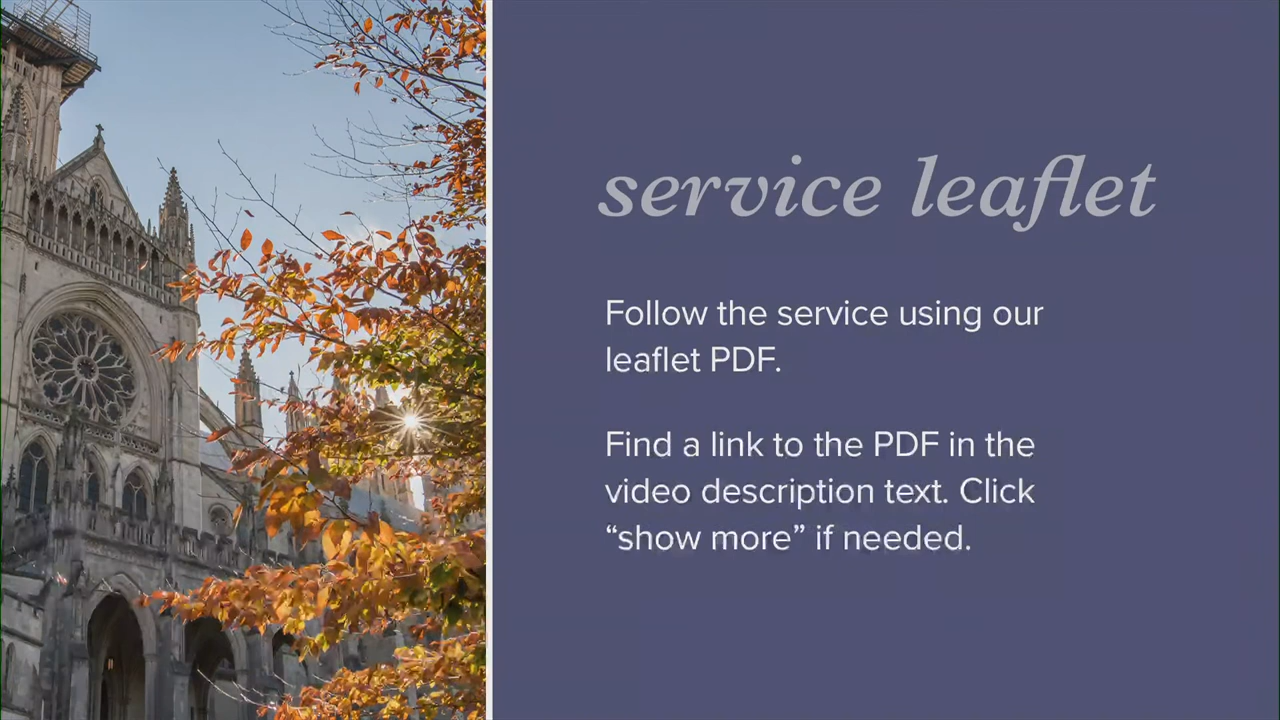 service leaflet
Follow the service using our
leaflet PDF.
Find a link to the PDF in the
video description text. Click
“show more” if needed.